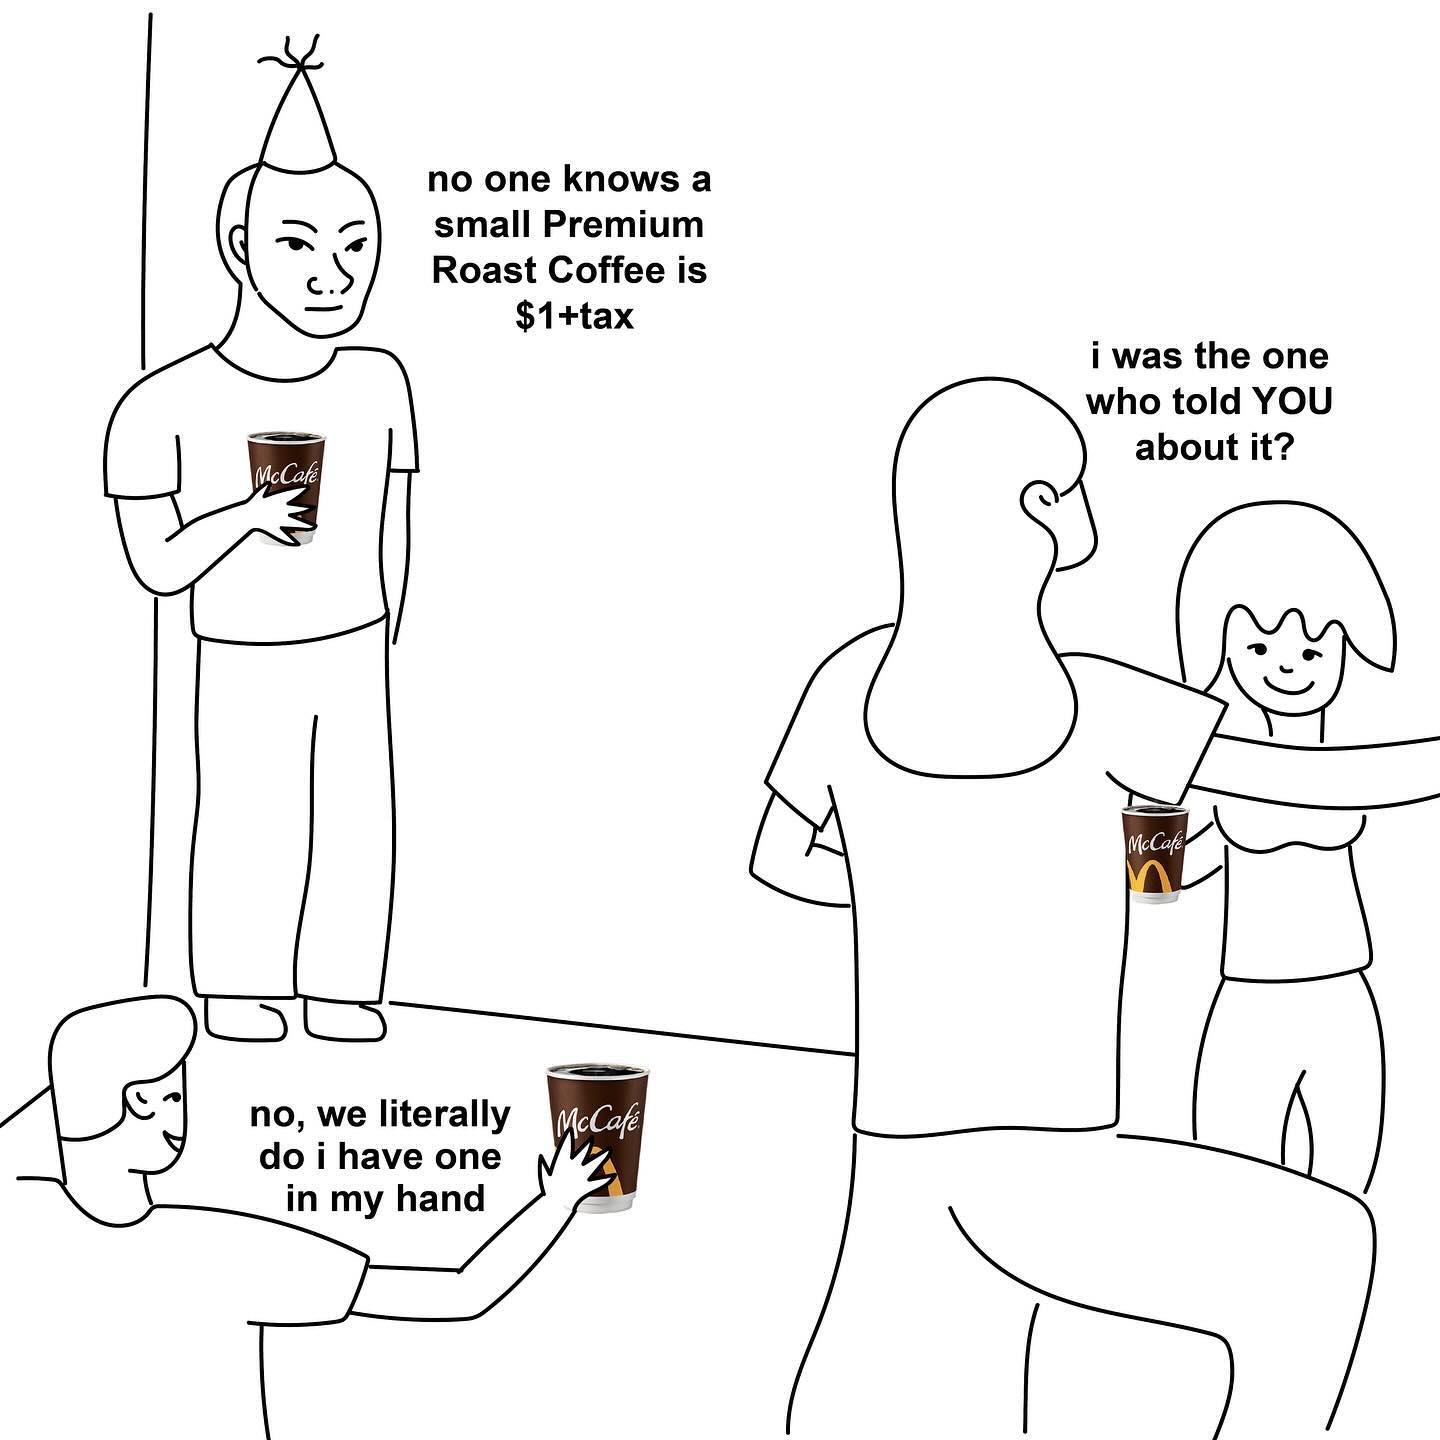 no one knows a
small Premium
Roast Coffee is
$1+tax
i was the one
who told YOU
about it?
McCafé
McCafé
McCafé
no, we literally
do i have one
in my hand